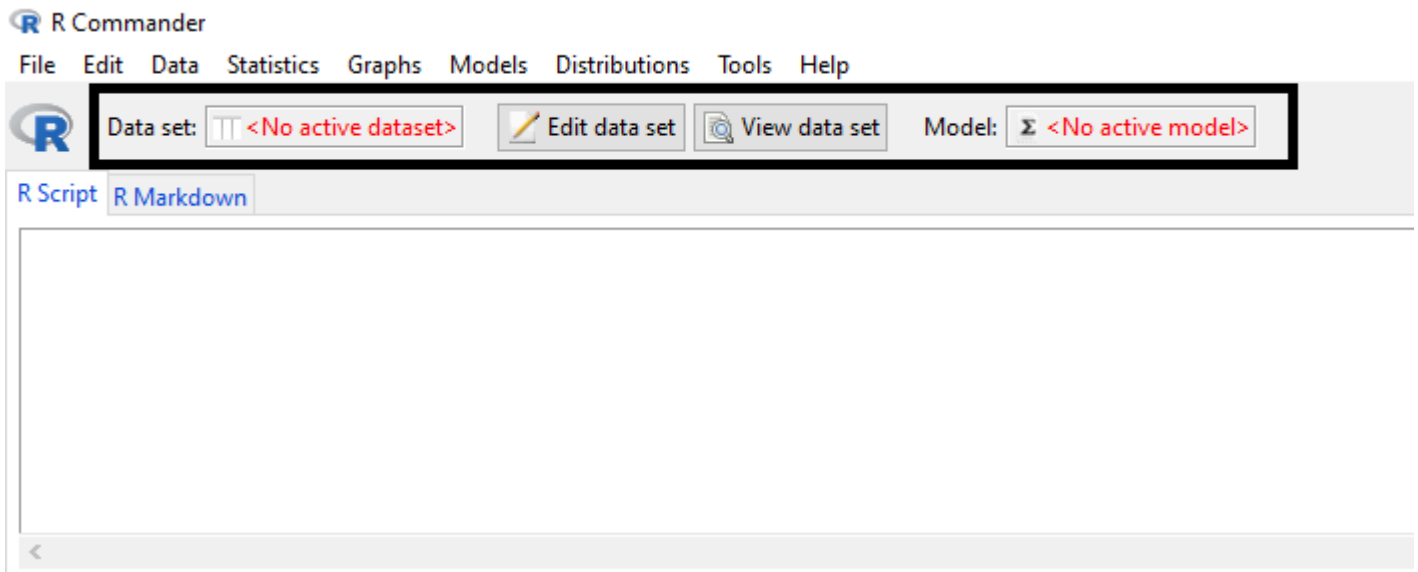 R Commander
File Edit Data Statistics Graphs Models Distributions Tools Help
R Data set: <No active dataset> Edit data set View data set Model: Σ <No active model>
R Script R Markdown